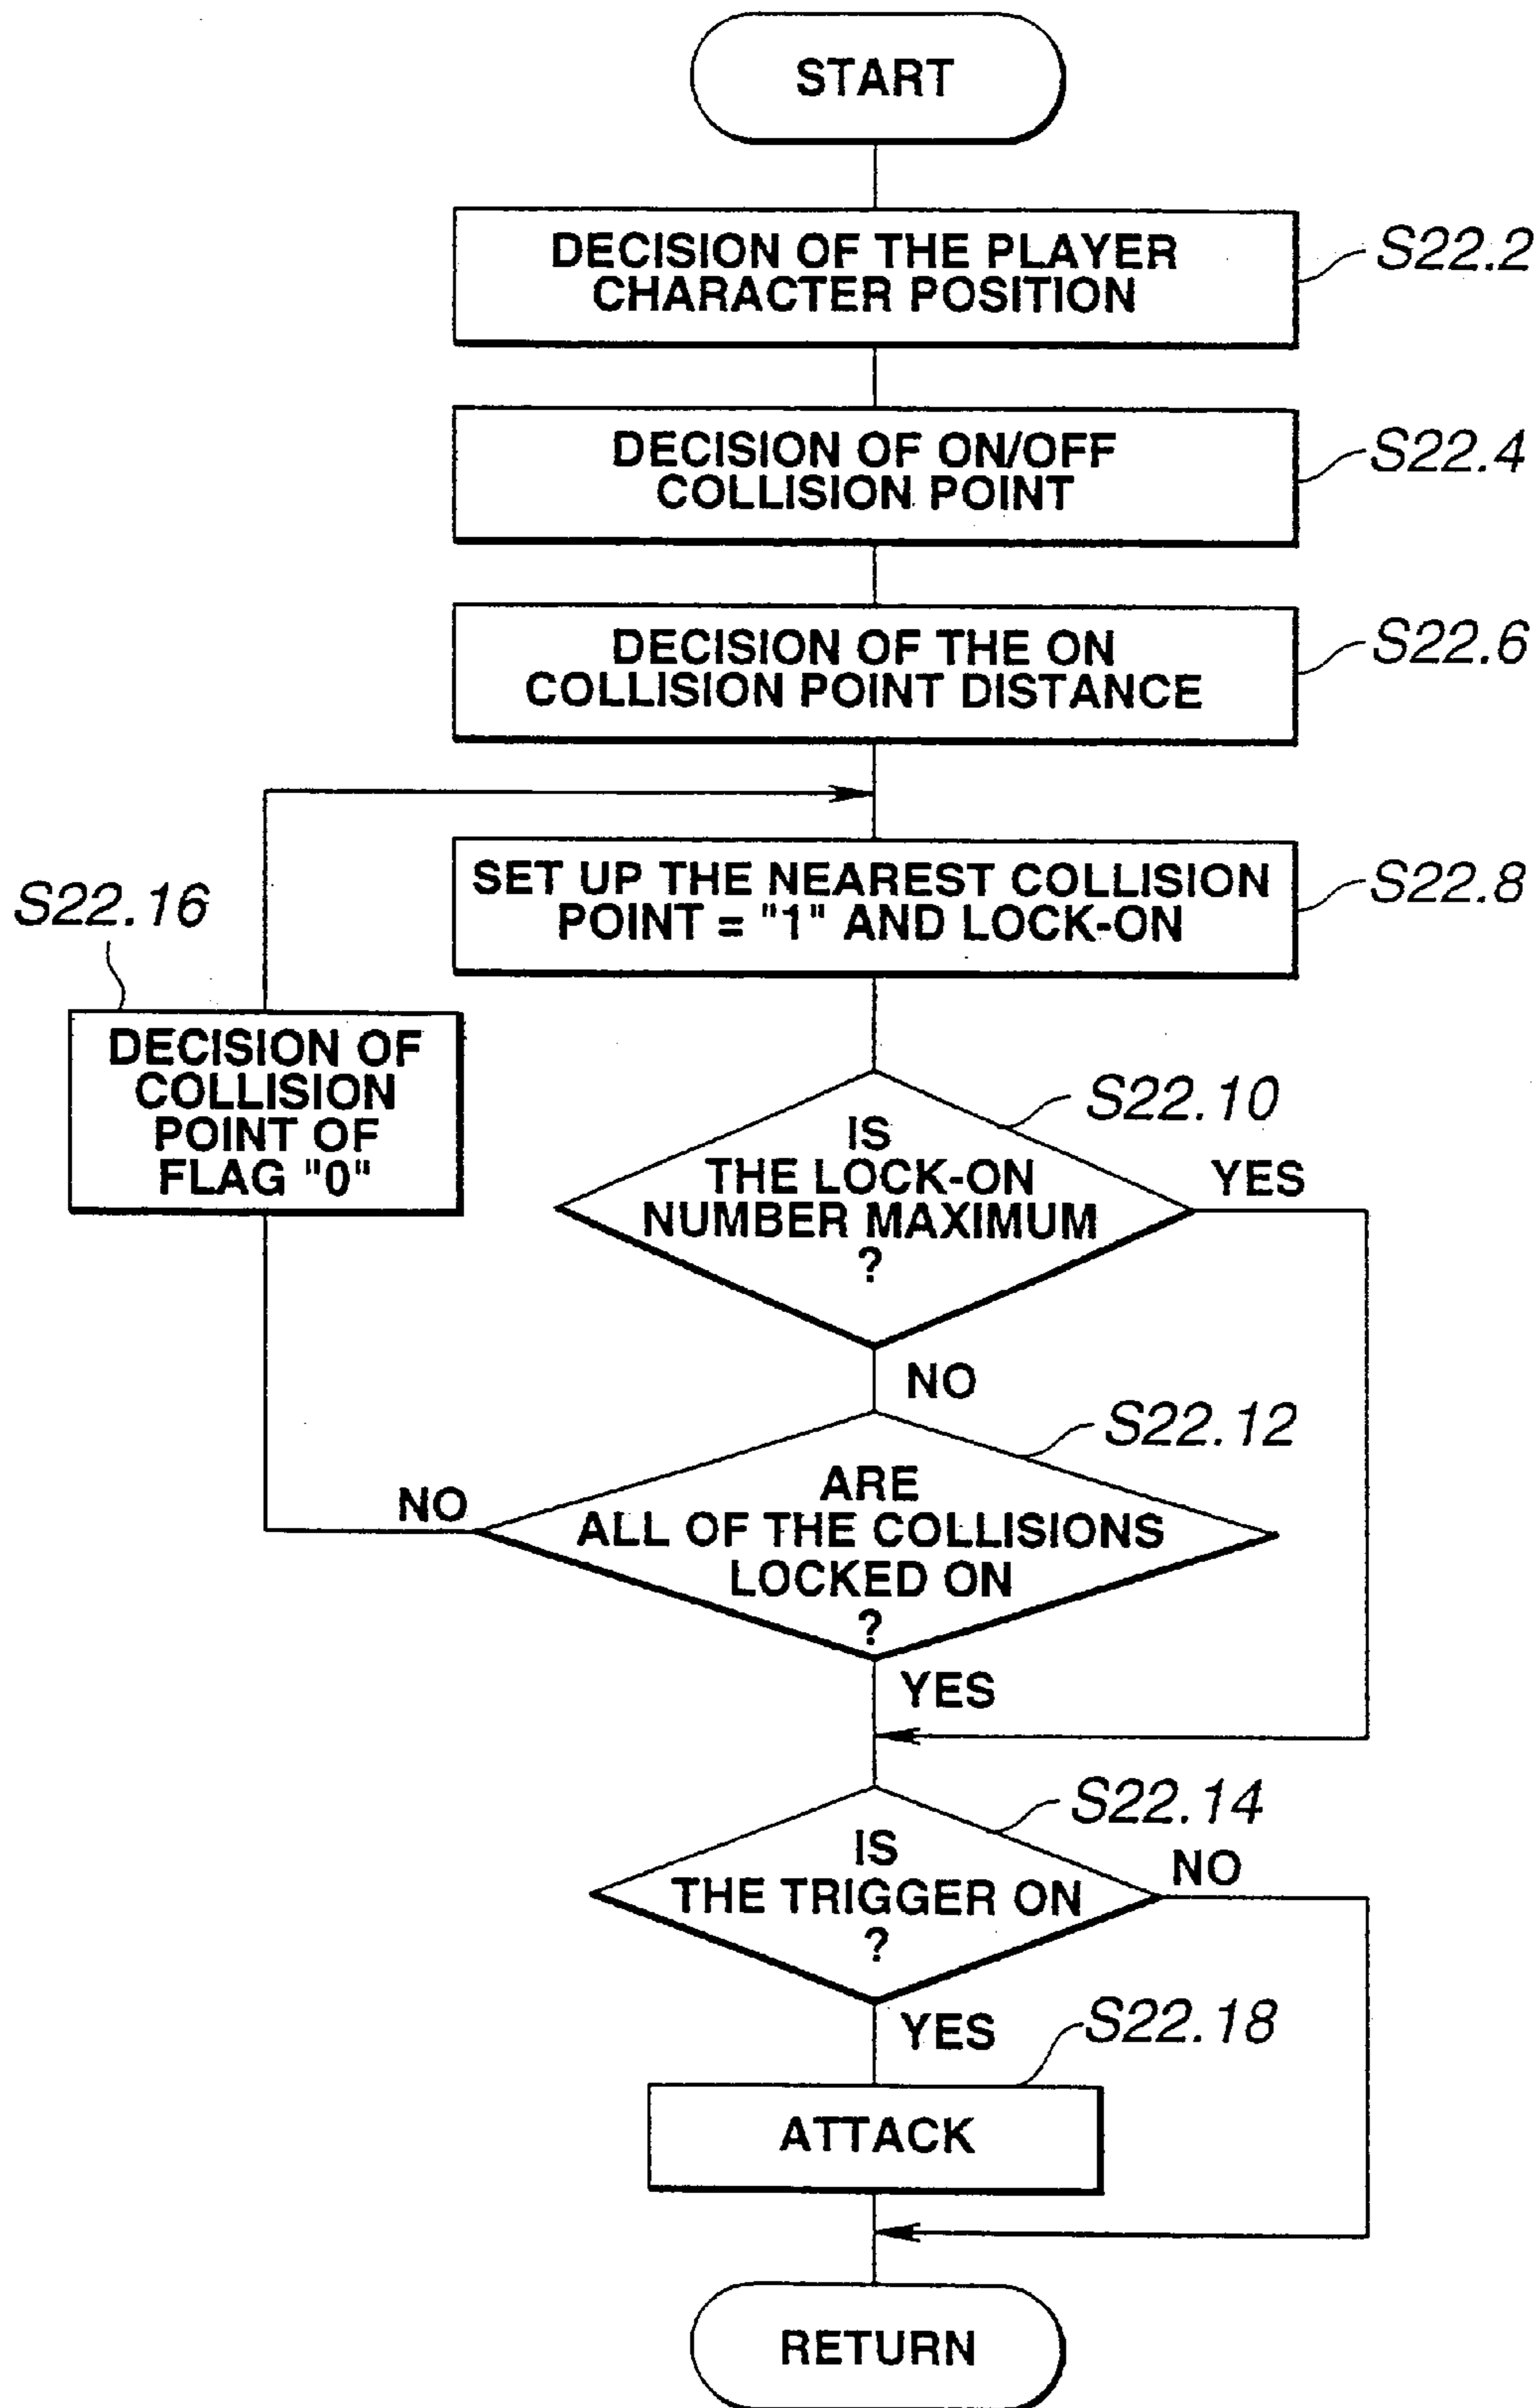 START
DECISION OF THE PLAYER
CHARACTER POSITION
S22.2
DECISION OF ON/OFF
COLLISION POINT
S22.4
DECISION OF THE ON
COLLISION POINT DISTANCE
S22.6
SET UP THE NEAREST COLLISION
POINT = "1" AND LOCK-ON
S22.8
S22.16
DECISION OF
COLLISION
POINT OF
FLAG "0"
S22.10
IS
THE LOCK-ON
NUMBER MAXIMUM
?
YES
NO
S22.12
ARE
ALL OF THE COLLISIONS
LOCKED ON
?
NO
YES
S22.14
IS
THE TRIGGER ON
?
NO
YES
S22.18
ATTACK
RETURN